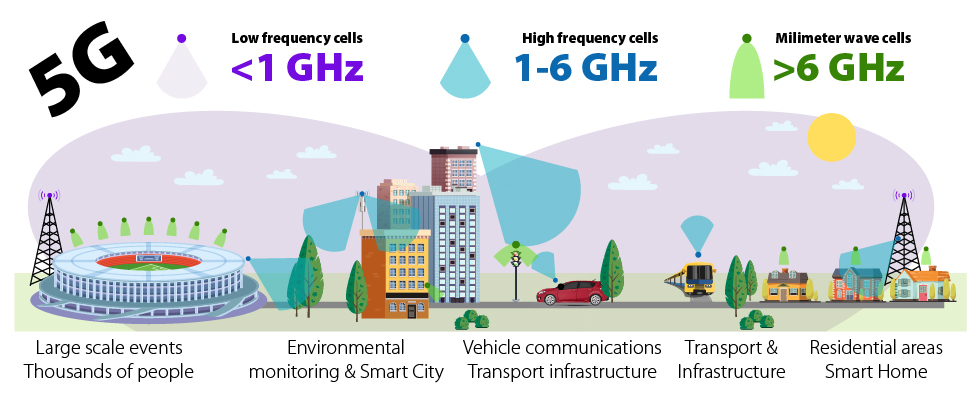 5G
Low frequency cells
<1 GHz
High frequency cells
1-6 GHz
Milimeter wave cells
>6 GHz
Large scale events
Thousands of people
Environmental
monitoring & Smart City
Vehicle communications
Transport infrastructure
Transport &
Infrastructure
Residential areas
Smart Home